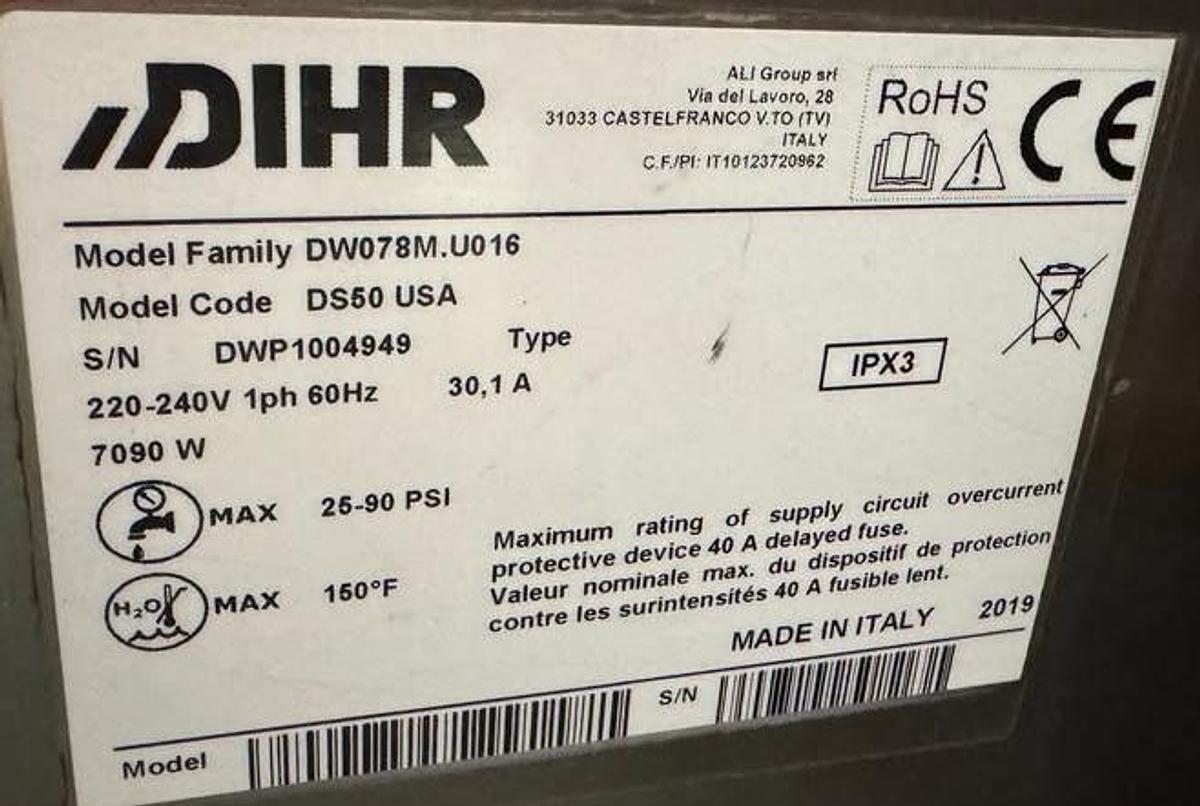 DIHR
ALI Group srl
Via del Lavoro, 28
31033 CASTELFRANCO V.TO (TV)
ITALY
C.F./PI: IT10123720962
RoHS
CE
Model Family DW078M.U016
Model Code DS50 USA
S/N DWP1004949 Type
220-240V 1ph 60Hz 30,1 A
7090 W
IPX3
MAX 25-90 PSI
H2O MAX 150°F
Maximum rating of supply circuit overcurrent
protective device 40 A delayed fuse.
Valeur nominale max. du dispositif de protection
contre les surintensités 40 A fusible lent.
MADE IN ITALY 2019
Model S/N